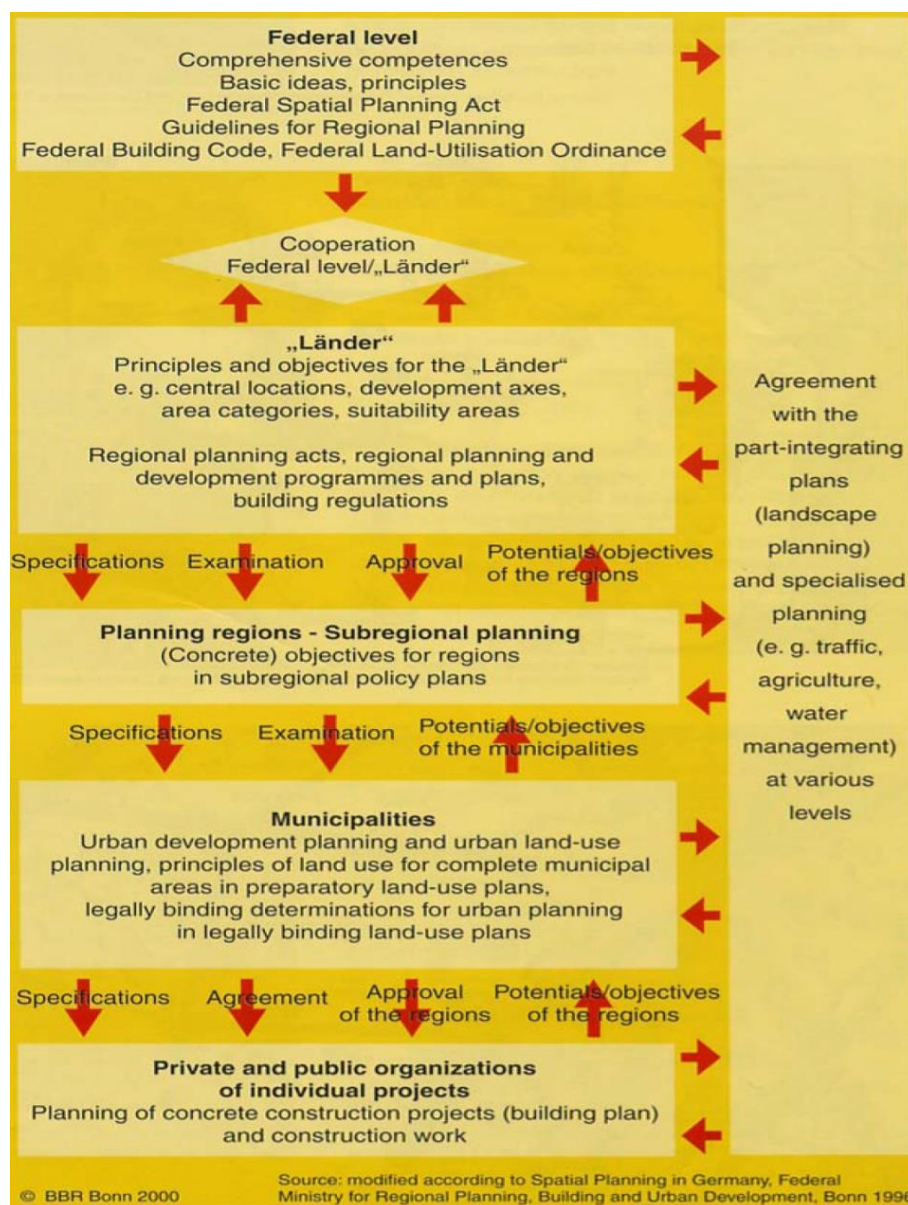 Federal level
Comprehensive competences
Basic ideas, principles
Federal Spatial Planning Act
Guidelines for Regional Planning
Federal Building Code, Federal Land-Utilisation Ordinance
Cooperation
Federal level/„Länder“
„Länder“
Principles and objectives for the „Länder“
e. g. central locations, development axes,
area categories, suitability areas
Regional planning acts, regional planning and
development programmes and plans,
building regulations
Specifications Examination Approval Potentials/objectives
of the regions
Planning regions - Subregional planning
(Concrete) objectives for regions
in subregional policy plans
Specifications Examination Potentials/objectives
of the municipalities
Municipalities
Urban development planning and urban land-use
planning, principles of land use for complete municipal
areas in preparatory land-use plans,
legally binding determinations for urban planning
in legally binding land-use plans
Specifications Agreement Approval Potentials/objectives
of the regions of the regions
Private and public organizations
of individual projects
Planning of concrete construction projects (building plan)
and construction work
Agreement
with the
part-integrating
plans
(landscape
planning)
and specialised
planning
(e. g. traffic,
agriculture,
water
management)
at various
levels
© BBR Bonn 2000
Source: modified according to Spatial Planning in Germany, Federal
Ministry for Regional Planning, Building and Urban Development, Bonn 1996